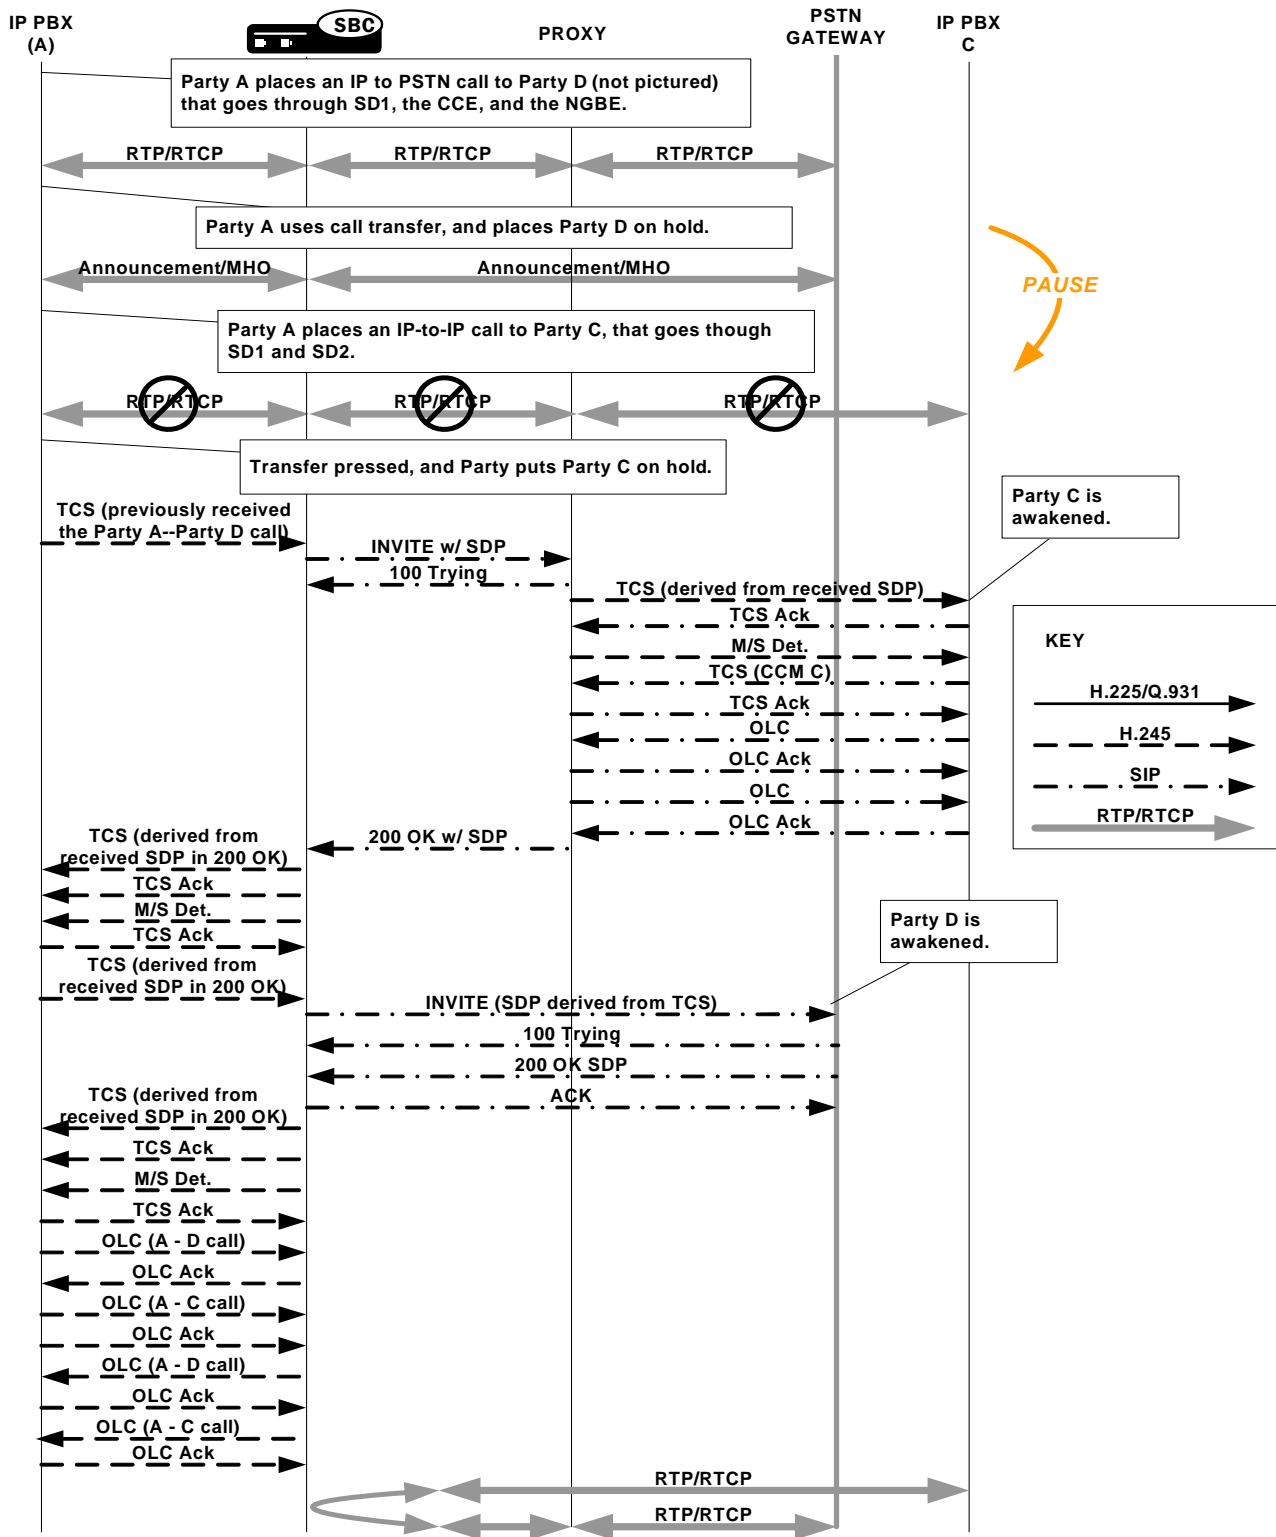 IP PBX
(A)
SBC
PROXY
PSTN
GATEWAY
IP PBX
C
Party A places an IP to PSTN call to Party D (not pictured)
that goes through SD1, the CCE, and the NGBE.
RTP/RTCP
RTP/RTCP
RTP/RTCP
Party A uses call transfer, and places Party D on hold.
Announcement/MHO
Announcement/MHO
PAUSE
Party A places an IP-to-IP call to Party C, that goes though
SD1 and SD2.
RTP/RTCP
RTP/RTCP
RTP/RTCP
Transfer pressed, and Party puts Party C on hold.
Party C is
awakened.
TCS (previously received
the Party A--Party D call)
INVITE w/ SDP
100 Trying
TCS (derived from received SDP)
TCS Ack
M/S Det.
TCS (CCM C)
TCS Ack
OLC
OLC Ack
OLC
OLC Ack
KEY
H.225/Q.931
H.245
SIP
RTP/RTCP
200 OK w/ SDP
TCS (derived from
received SDP in 200 OK)
TCS Ack
M/S Det.
TCS Ack
Party D is
awakened.
TCS (derived from
received SDP in 200 OK)
INVITE (SDP derived from TCS)
100 Trying
200 OK SDP
ACK
TCS (derived from
received SDP in 200 OK)
TCS Ack
M/S Det.
TCS Ack
OLC (A - D call)
OLC Ack
OLC (A - C call)
OLC Ack
OLC (A - D call)
OLC Ack
OLC (A - C call)
OLC Ack
RTP/RTCP
RTP/RTCP